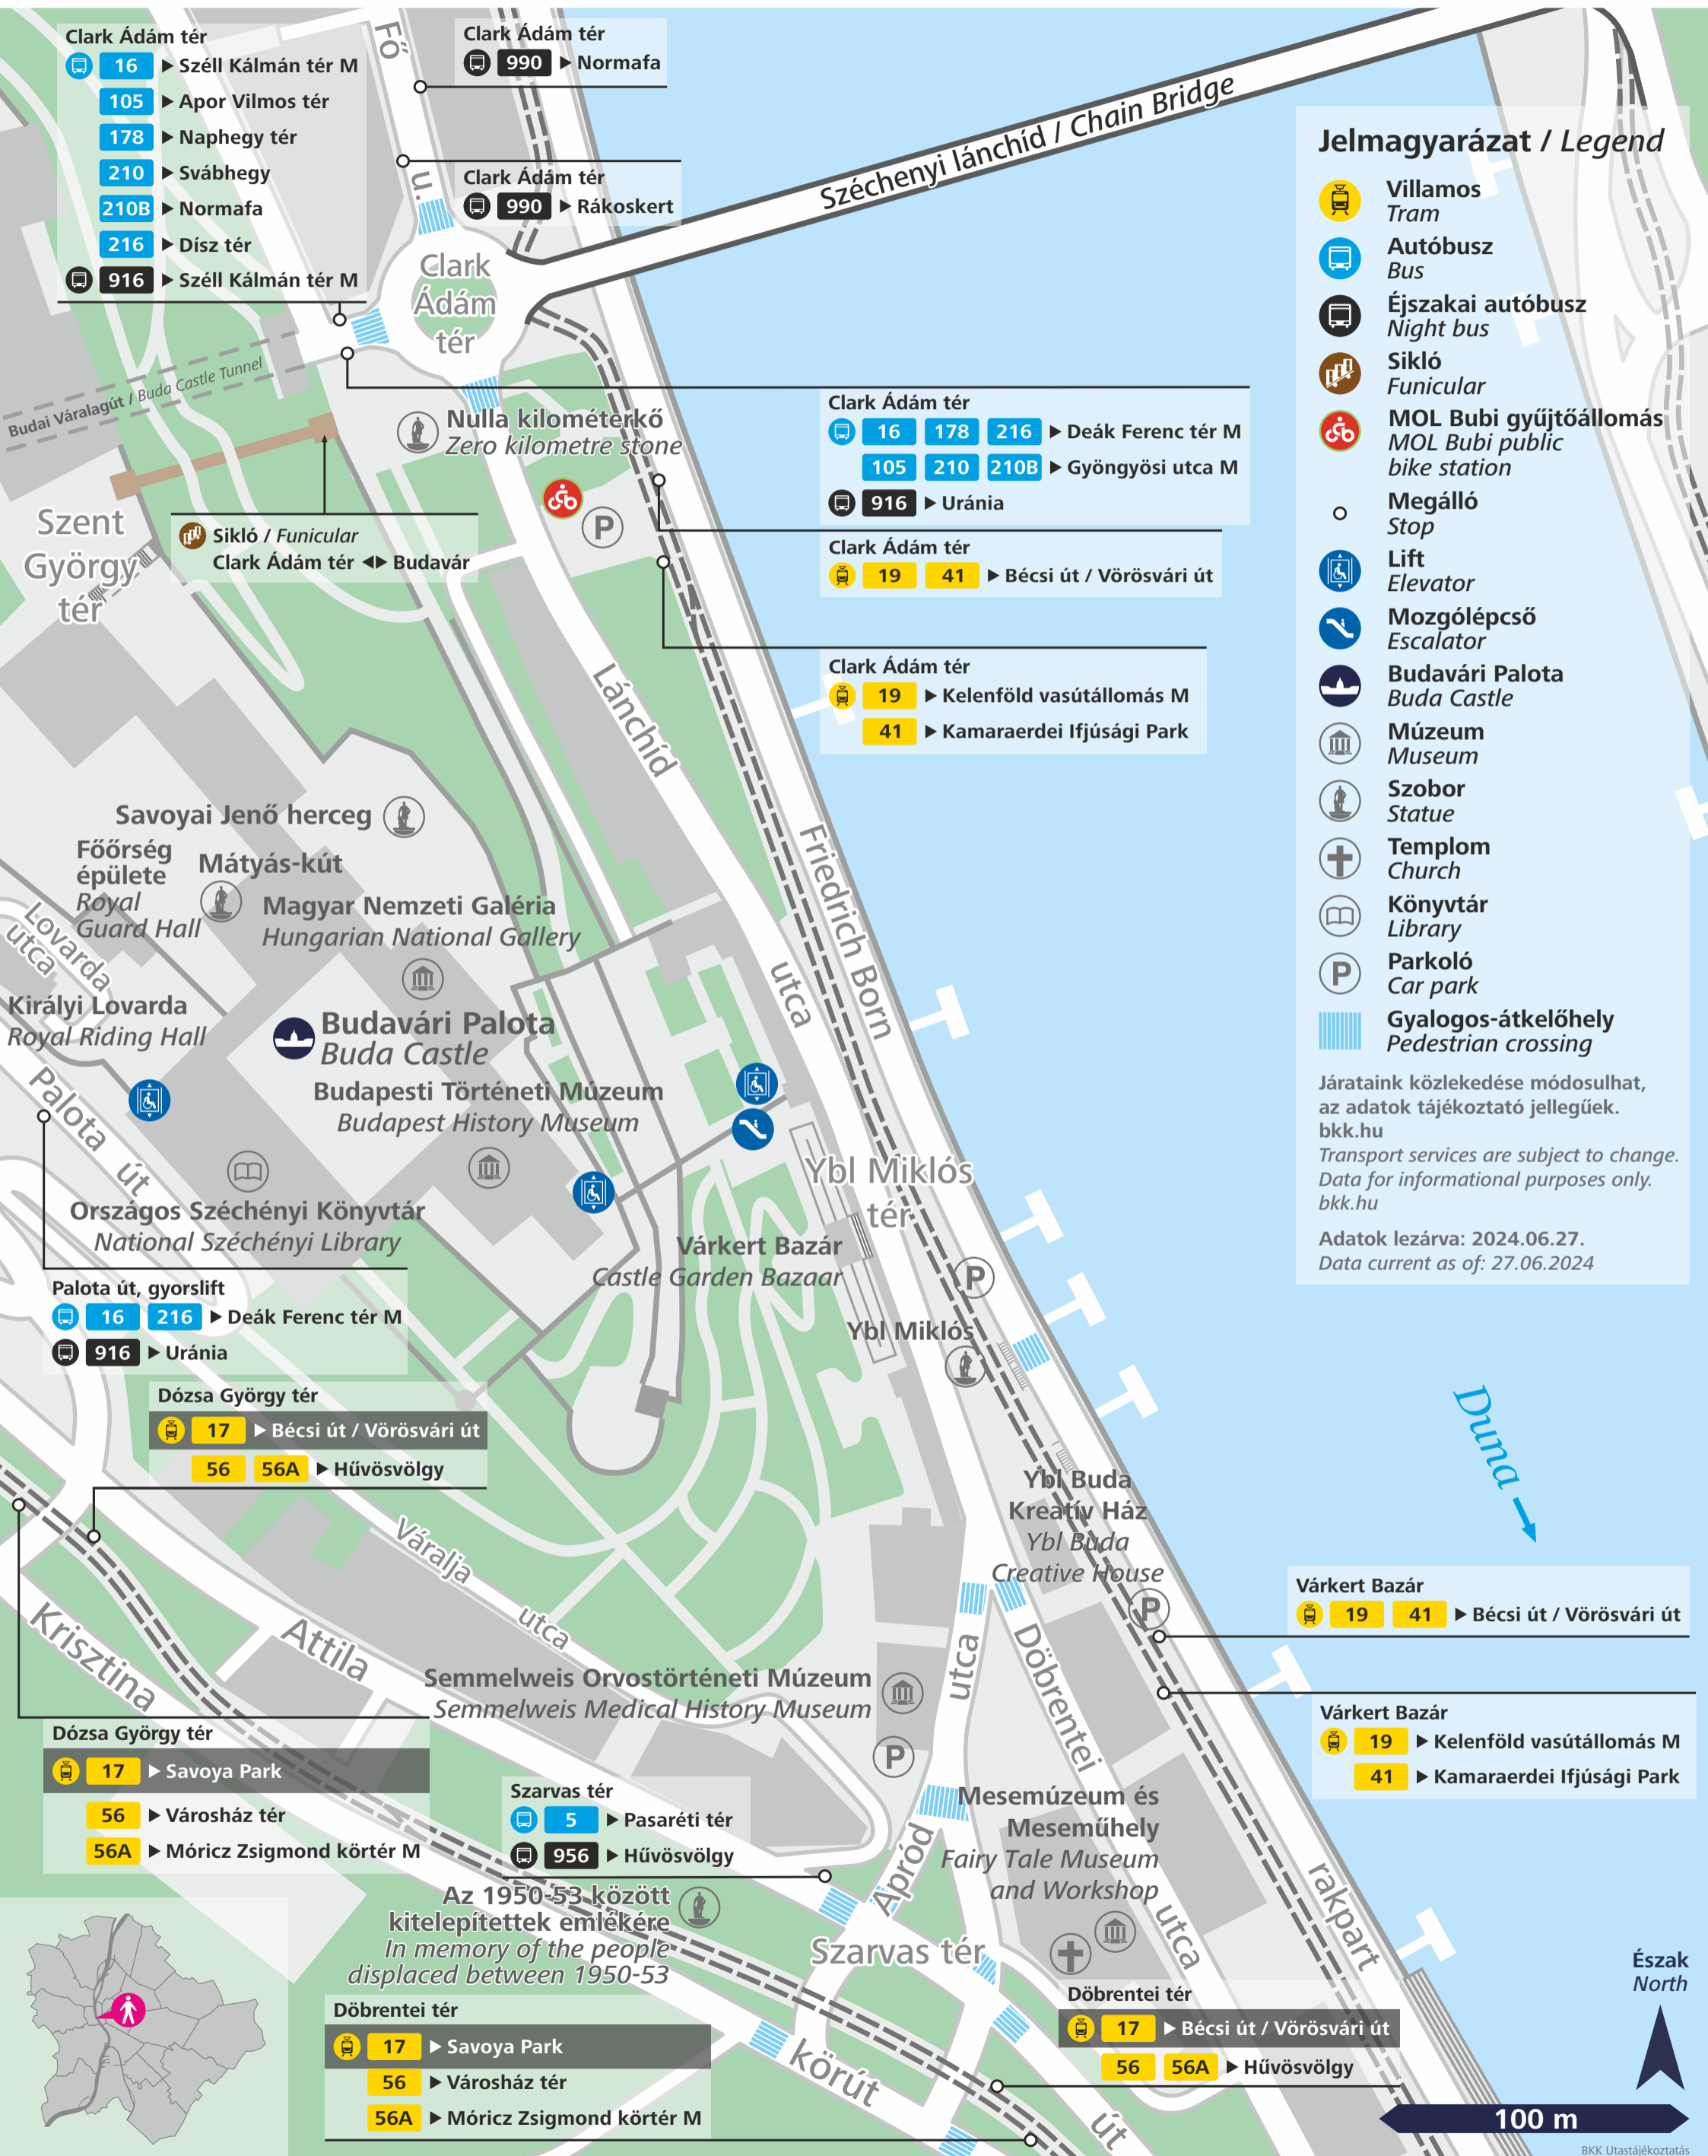 Clark Ádám tér
16 ▶ Széll Kálmán tér M
105 ▶ Apor Vilmos tér
178 ▶ Naphegy tér
210 ▶ Svábhegy
210B ▶ Normafa
216 ▶ Dísz tér
916 ▶ Széll Kálmán tér M
Fő
u.
Clark Ádám tér
990 ▶ Normafa
Clark Ádám tér
990 ▶ Rákoskert
Széchenyi lánchíd / Chain Bridge
Clark
Ádám
tér
Budai Váralagút / Buda Castle Tunnel
Nulla kilométerkő
Zero kilometre stone
P
Clark Ádám tér
16 178 216 ▶ Deák Ferenc tér M
105 210 210B ▶ Gyöngyösi utca M
916 ▶ Uránia
Clark Ádám tér
19 41 ▶ Bécsi út / Vörösvári út
Clark Ádám tér
19 ▶ Kelenföld vasútállomás M
41 ▶ Kamaraerdei Ifjúsági Park
Szent
György
tér
Sikló / Funicular
Clark Ádám tér ◀▶ Budavár
Lánchíd
utca
Friedrich Born
rakpart
Savoyai Jenő herceg
Főőrség
épülete
Royal
Guard Hall
Mátyás-kút
Magyar Nemzeti Galéria
Hungarian National Gallery
Lovarda
utca
Királyi Lovarda
Royal Riding Hall
Budavári Palota
Buda Castle
Budapesti Történeti Múzeum
Budapest History Museum
Palota út
Országos Széchényi Könyvtár
National Széchényi Library
Ybl Miklós
tér
Várkert Bazár
Castle Garden Bazaar
P
Ybl Miklós
Palota út, gyorslift
16 216 ▶ Deák Ferenc tér M
916 ▶ Uránia
Dózsa György tér
17 ▶ Bécsi út / Vörösvári út
56 56A ▶ Hűvösvölgy
Ybl Buda
Kreatív Ház
Ybl Buda
Creative House
P
Váralja
utca
Attila
Krisztina
Semmelweis Orvostörténeti Múzeum
Semmelweis Medical History Museum
P
utca
Apród
Döbrentei
utca
Dózsa György tér
17 ▶ Savoya Park
56 ▶ Városház tér
56A ▶ Móricz Zsigmond körtér M
Szarvas tér
5 ▶ Pasaréti tér
956 ▶ Hűvösvölgy
Mesemúzeum és
Meseműhely
Fairy Tale Museum
and Workshop
Az 1950-53 között
kitelepítettek emlékére
In memory of the people
displaced between 1950-53
Szarvas tér
Döbrentei tér
17 ▶ Savoya Park
56 ▶ Városház tér
56A ▶ Móricz Zsigmond körtér M
körút
út
Döbrentei tér
17 ▶ Bécsi út / Vörösvári út
56 56A ▶ Hűvösvölgy
Duna
Várkert Bazár
19 41 ▶ Bécsi út / Vörösvári út
Várkert Bazár
19 ▶ Kelenföld vasútállomás M
41 ▶ Kamaraerdei Ifjúsági Park
Jelmagyarázat / Legend
Villamos
Tram
Autóbusz
Bus
Éjszakai autóbusz
Night bus
Sikló
Funicular
MOL Bubi gyűjtőállomás
MOL Bubi public
bike station
Megálló
Stop
Lift
Elevator
Mozgólépcső
Escalator
Budavári Palota
Buda Castle
Múzeum
Museum
Szobor
Statue
Templom
Church
Könyvtár
Library
P
Parkoló
Car park
Gyalogos-átkelőhely
Pedestrian crossing
Járataink közlekedése módosulhat,
az adatok tájékoztató jellegűek.
bkk.hu
Transport services are subject to change.
Data for informational purposes only.
bkk.hu
Adatok lezárva: 2024.06.27.
Data current as of: 27.06.2024
Észak
North
100 m
BKK Utastájékoztatás